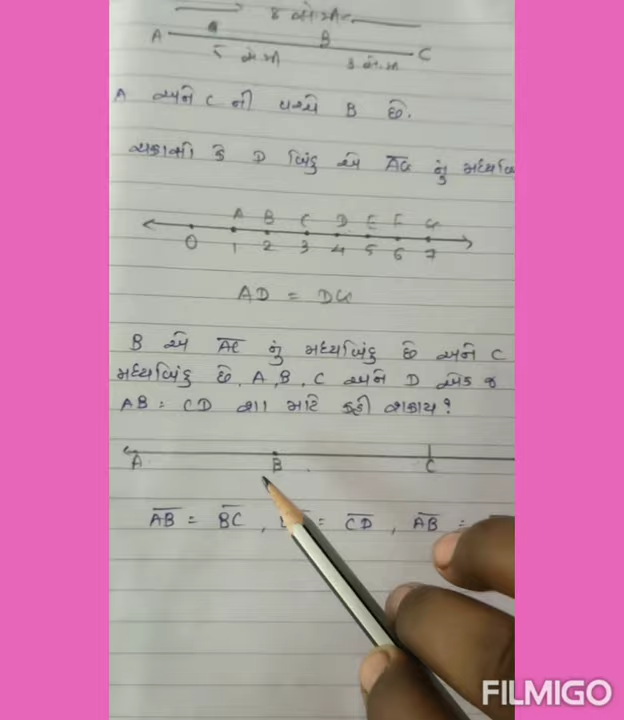 8 સે.મી.
A B C
5 સે.મી 3 સે.મી
A અને C ની વચ્ચે B છે.
ચકાસો કે D બિંદુ એ AG નું મધ્યબિ
A B C D E F G
0 1 2 3 4 5 6 7
AD = DG
B એ AC નું મધ્યબિંદુ છે અને C
મધ્યબિંદુ છે, A, B, C અને D એક જ
AB = CD શા માટે કહી શકાય?
A B C
AB = BC, = CD, AB =
FILMIGO